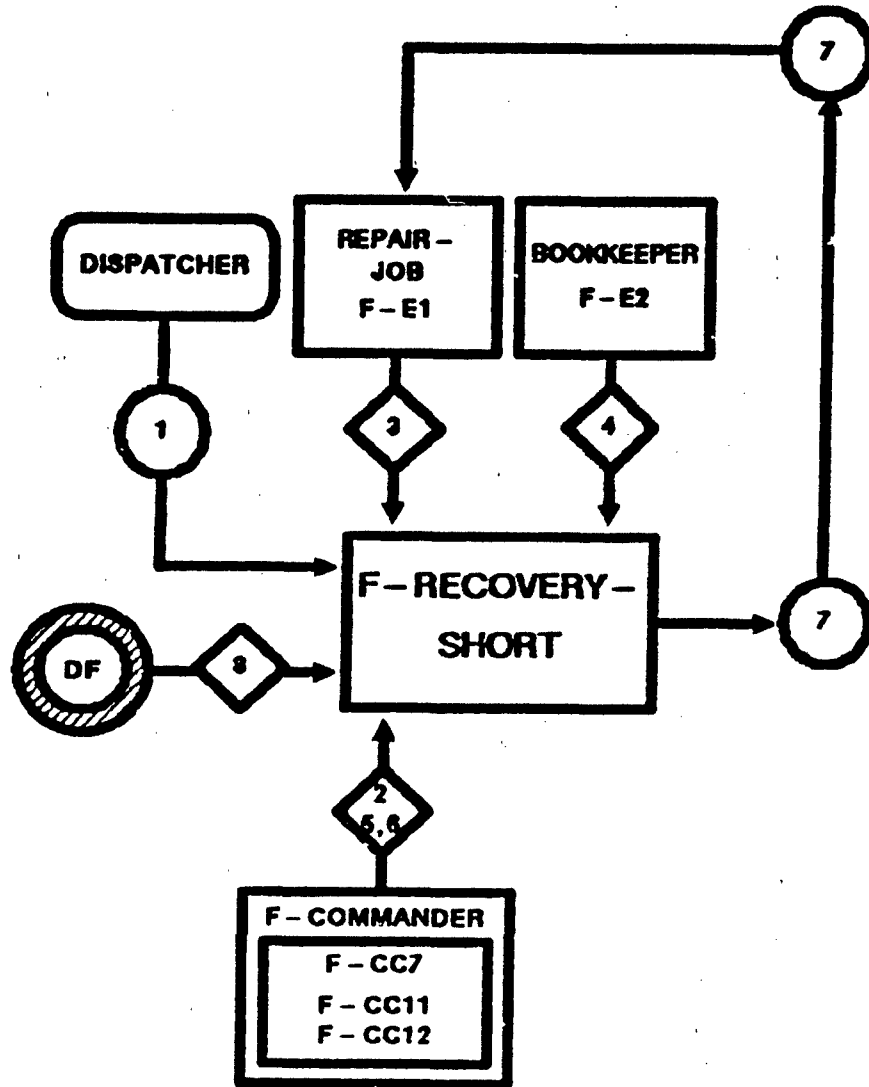 7
DISPATCHER
REPAIR-
JOB
F-E1
BOOKKEEPER
F-E2
1
3
4
F-RECOVERY-
SHORT
7
DF
8
2
5,6
F-COMMANDER
F-CC7
F-CC11
F-CC12